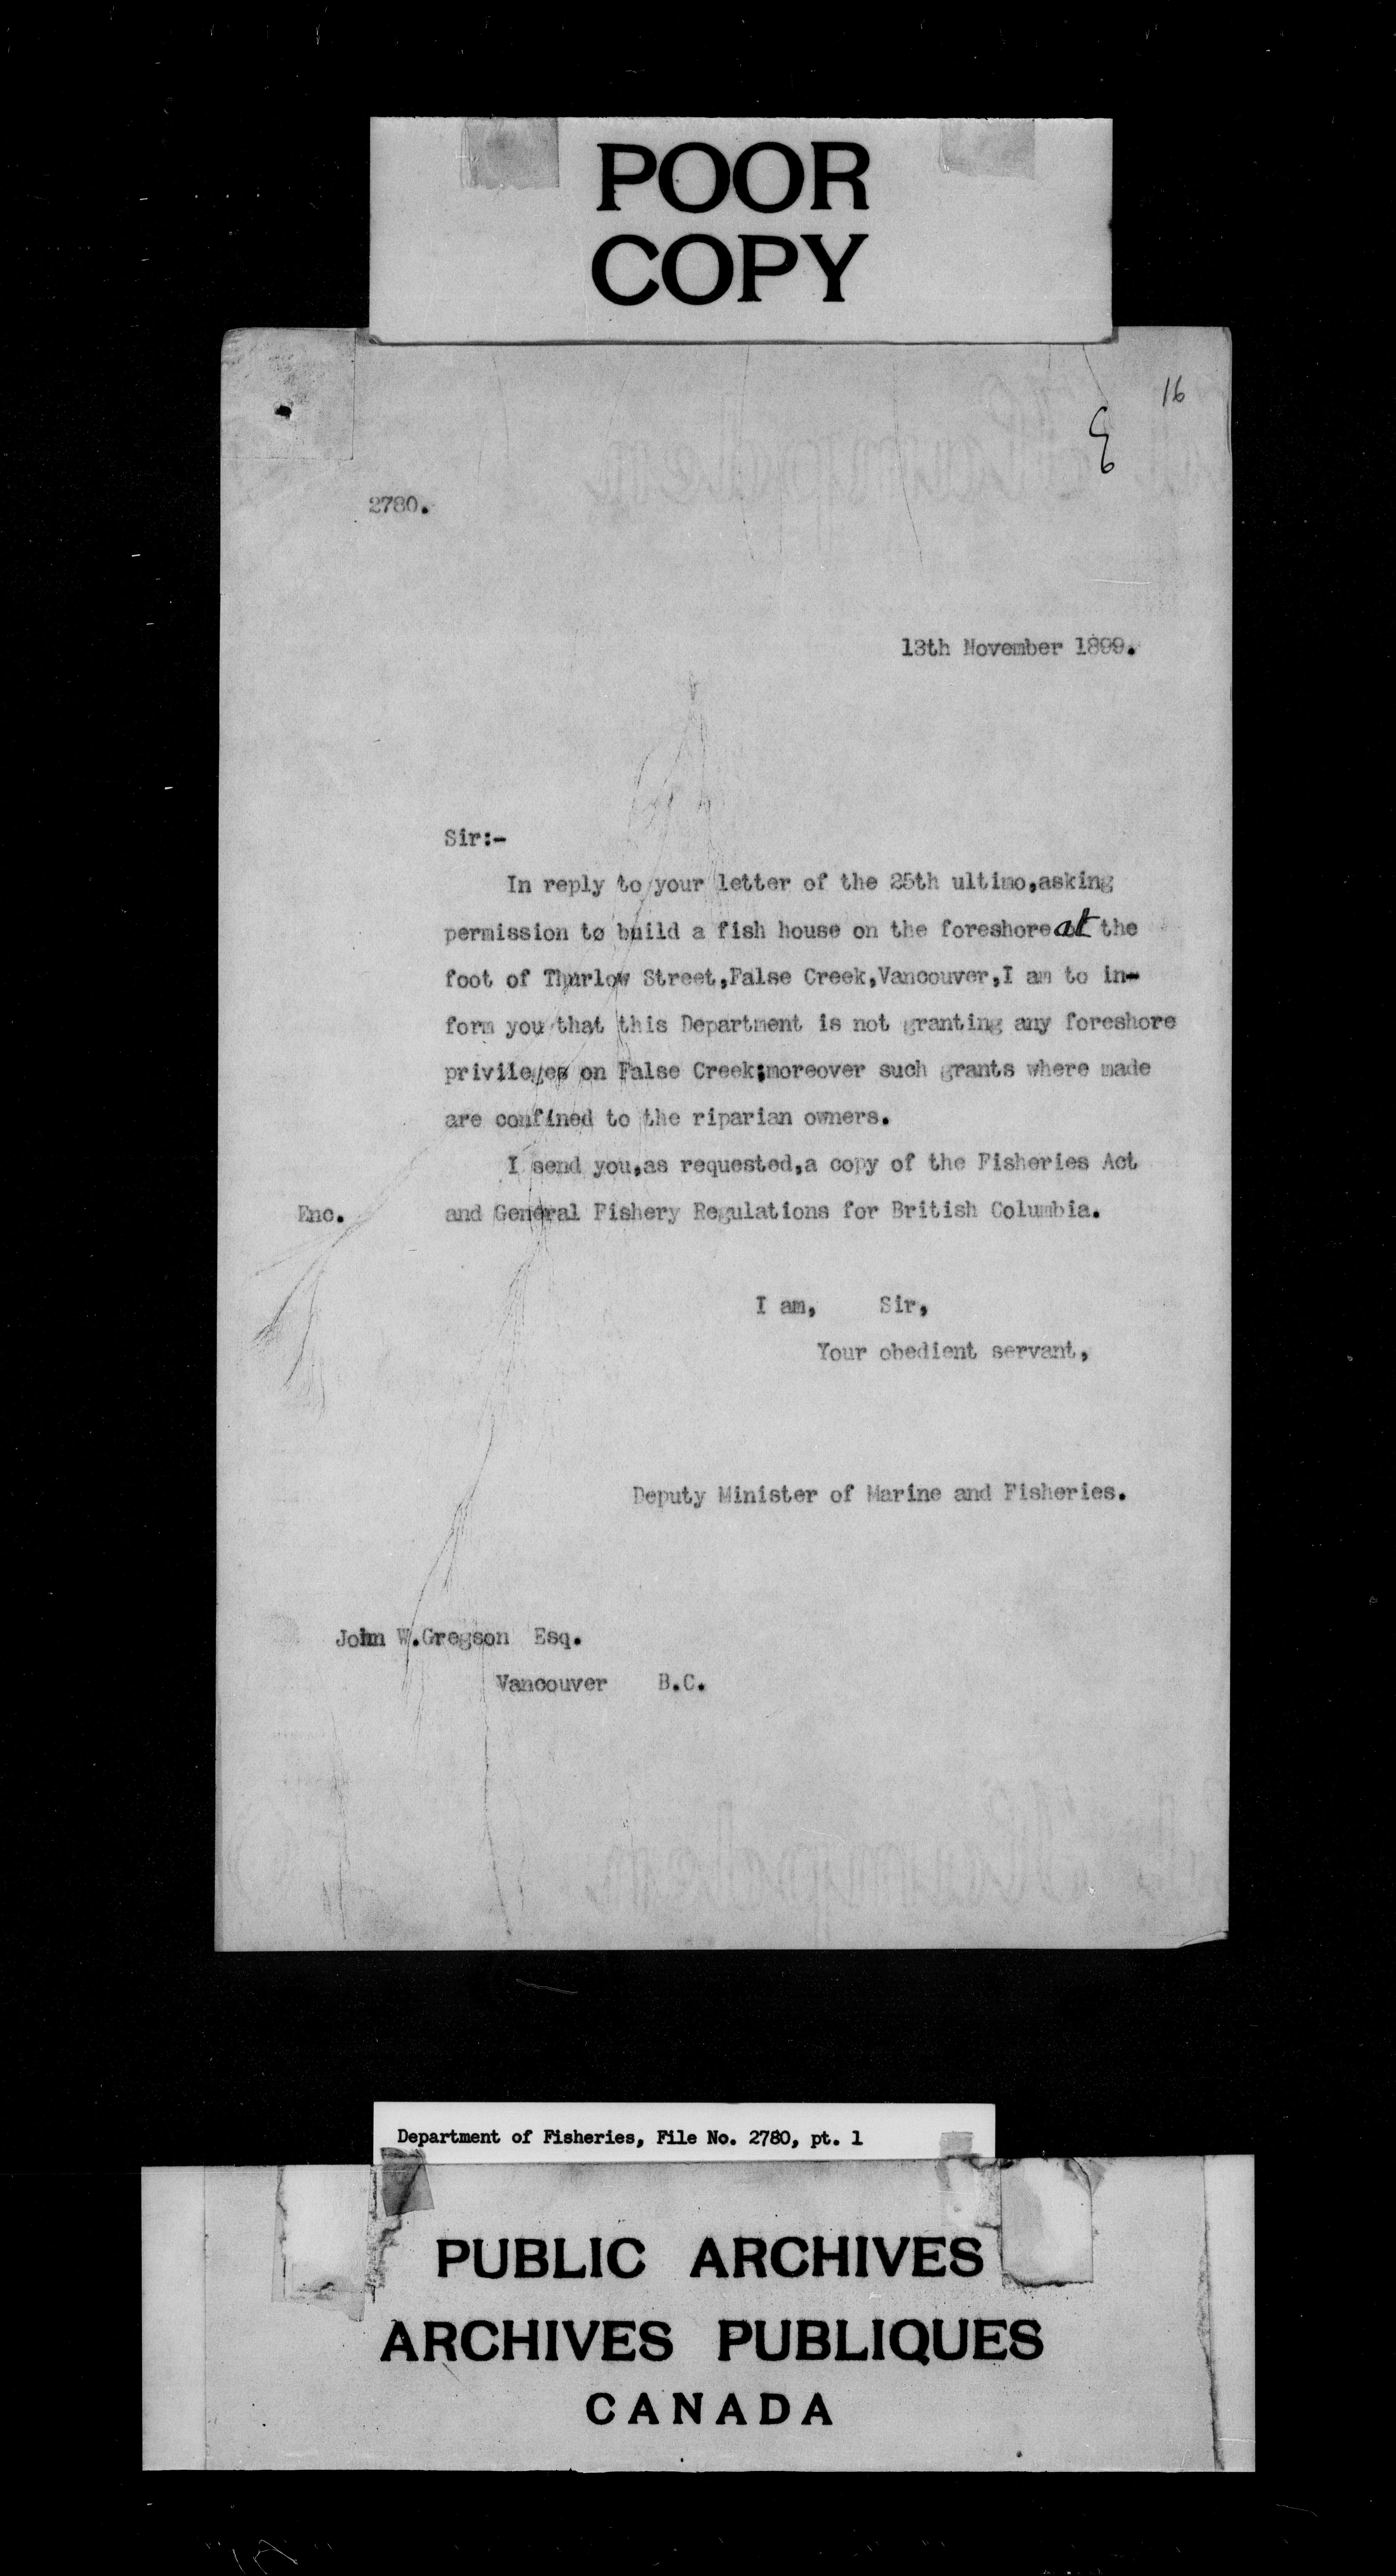 POOR
COPY
16
2780.
13th November 1899.
Sir:-
In reply to your letter of the 25th ultimo,asking
permission to build a fish house on the foreshore at the
foot of Thurlow Street,False Creek,Vancouver,I am to in-
form you that this Department is not granting any foreshore
privileges on False Creek;moreover such grants where made
are confined to the riparian owners.
I send you,as requested,a copy of the Fisheries Act
Enc. and General Fishery Regulations for British Columbia.
I am, Sir,
Your obedient servant,
Deputy Minister of Marine and Fisheries.
John W.Gregson Esq.
Vancouver B.C.
Department of Fisheries, File No. 2780, pt. 1
PUBLIC ARCHIVES
ARCHIVES PUBLIQUES
CANADA